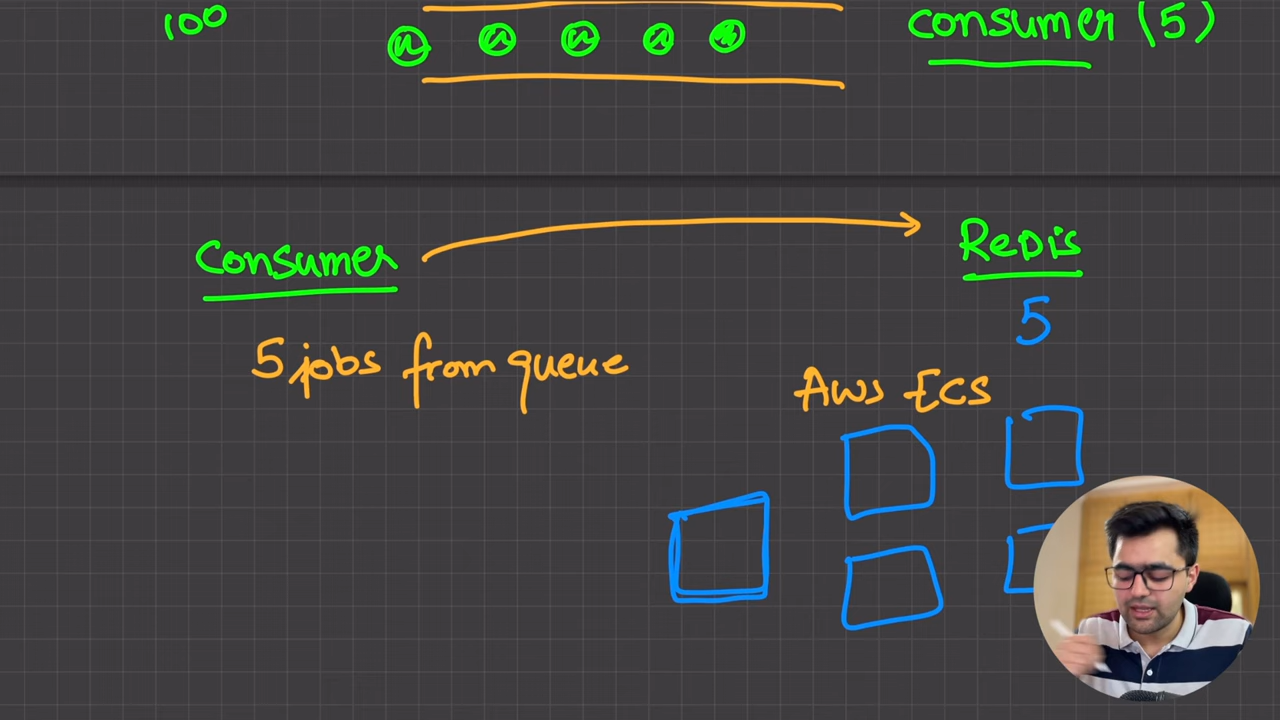 100
consumer (5)
Consumer
Redis
5
5 jobs from queue
Aws ECS